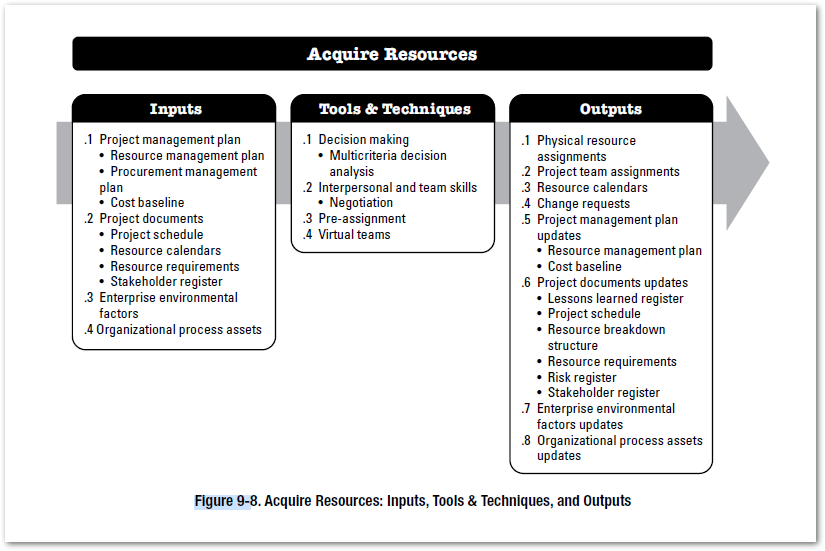 Acquire Resources
Inputs
.1 Project management plan
• Resource management plan
• Procurement management
plan
• Cost baseline
.2 Project documents
• Project schedule
• Resource calendars
• Resource requirements
• Stakeholder register
.3 Enterprise environmental
factors
.4 Organizational process assets
Tools & Techniques
.1 Decision making
• Multicriteria decision
analysis
.2 Interpersonal and team skills
• Negotiation
.3 Pre-assignment
.4 Virtual teams
Outputs
.1 Physical resource
assignments
.2 Project team assignments
.3 Resource calendars
.4 Change requests
.5 Project management plan
updates
• Resource management plan
• Cost baseline
.6 Project documents updates
• Lessons learned register
• Project schedule
• Resource breakdown
structure
• Resource requirements
• Risk register
• Stakeholder register
.7 Enterprise environmental
factors updates
.8 Organizational process assets
updates
Figure 9-8. Acquire Resources: Inputs, Tools & Techniques, and Outputs